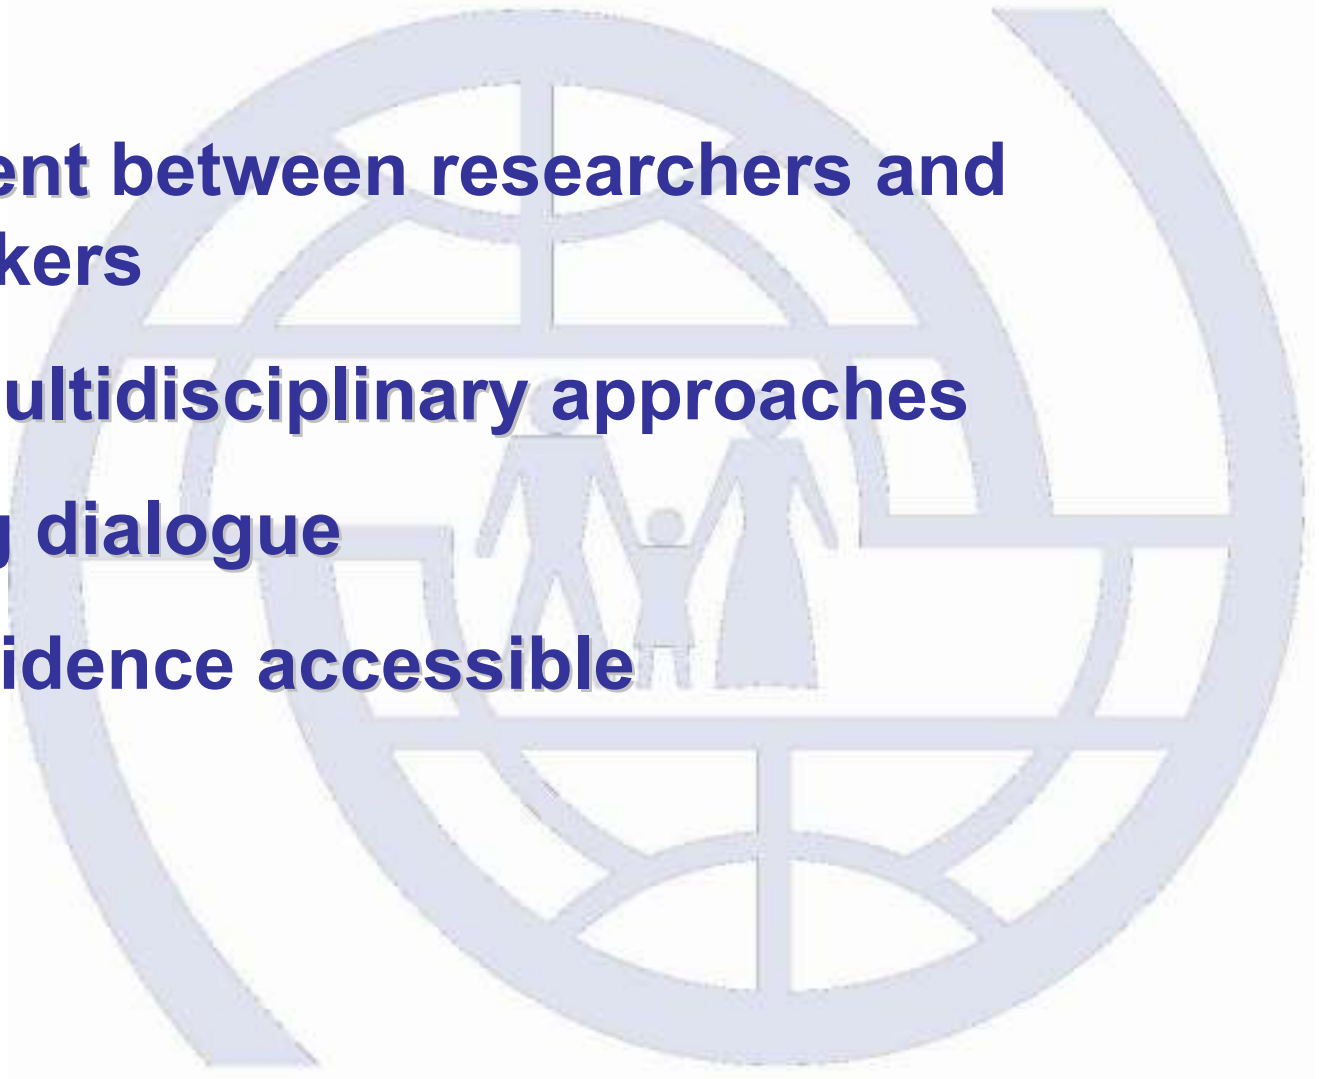 ent between researchers and
kers
ultidisciplinary approaches
g dialogue
idence accessible